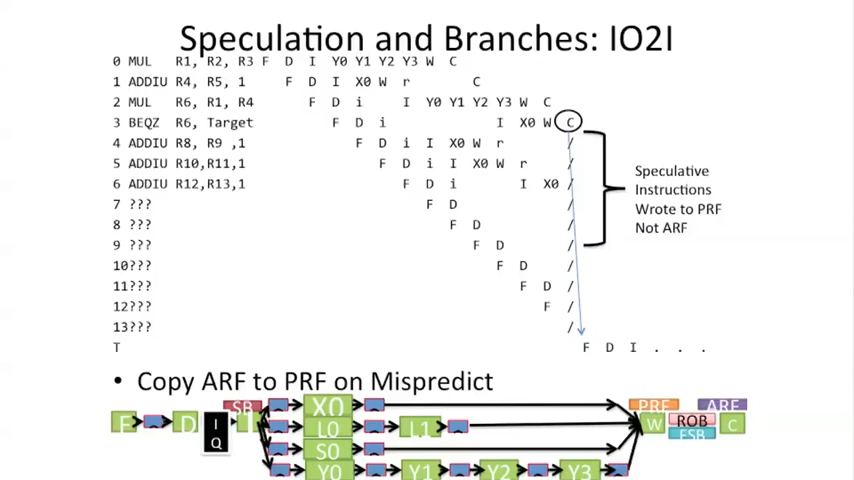 Speculation and Branches: IO2I
0 MUL R1, R2, R3 F D I Y0 Y1 Y2 Y3 W C
1 ADDIU R4, R5, 1 F D I X0 W r C
2 MUL R6, R1, R4 F D i I Y0 Y1 Y2 Y3 W C
3 BEQZ R6, Target F D i I X0 W C
4 ADDIU R8, R9 ,1 F D i I X0 W r /
5 ADDIU R10,R11,1 F D i I X0 W r /
6 ADDIU R12,R13,1 F D i I X0 /
7 ??? F D /
8 ??? F D /
9 ??? F D /
10??? F D /
11??? F D /
12??? F /
13??? /
T F D I . . .
Speculative
Instructions
Wrote to PRF
Not ARF
• Copy ARF to PRF on Mispredict
F D IQ SB I X0 L0 L1 S0 Y0 Y1 Y2 Y3 PRF ARF W ROB FSB C